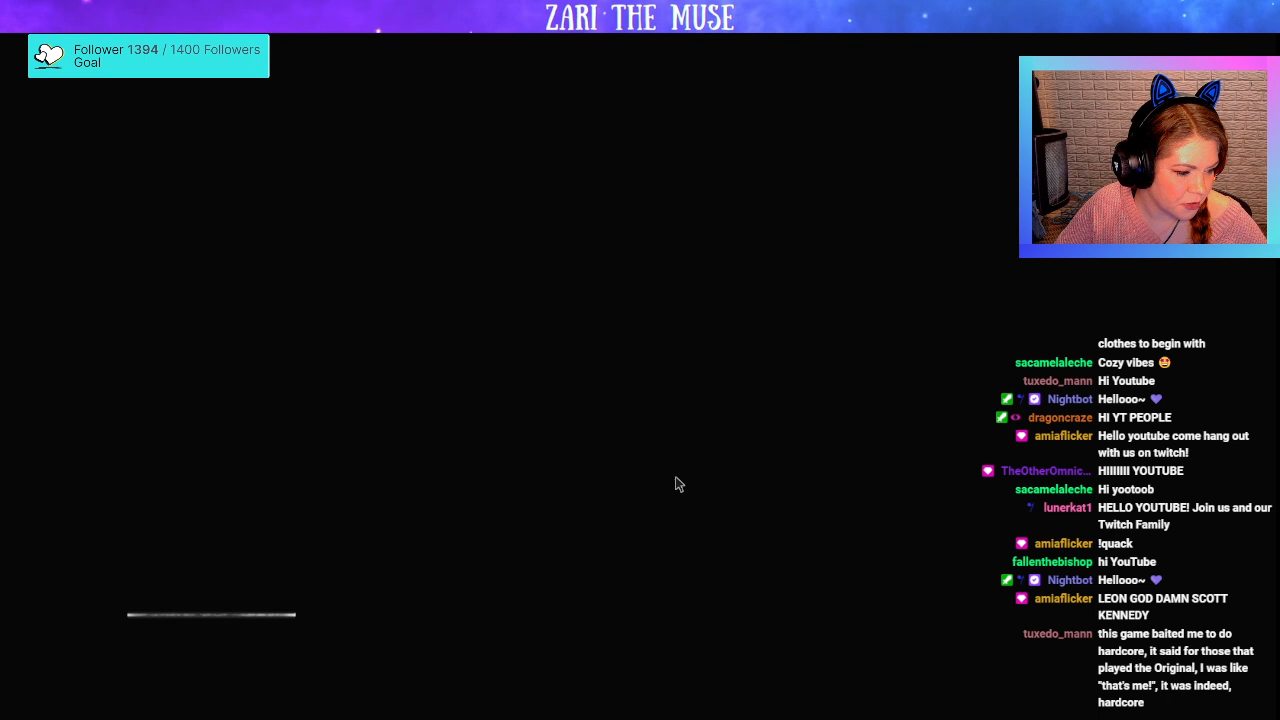 ZARI THE MUSE
Follower 1394 / 1400 Followers
Goal
clothes to begin with
sacamelaleche Cozy vibes 🤩
tuxedo_mann Hi Youtube
Nightbot Hellooo~ 💜
dragoncraze HI YT PEOPLE
amiaflicker Hello youtube come hang out
with us on twitch!
TheOtherOmnic... HIIIIIII YOUTUBE
sacamelaleche Hi yootoob
lunerkat1 HELLO YOUTUBE! Join us and our
Twitch Family
amiaflicker !quack
fallenthebishop hi YouTube
Nightbot Hellooo~ 💜
amiaflicker LEON GOD DAMN SCOTT
KENNEDY
tuxedo_mann this game baited me to do
hardcore, it said for those that
played the Original, I was like
"that's me!", it was indeed,
hardcore